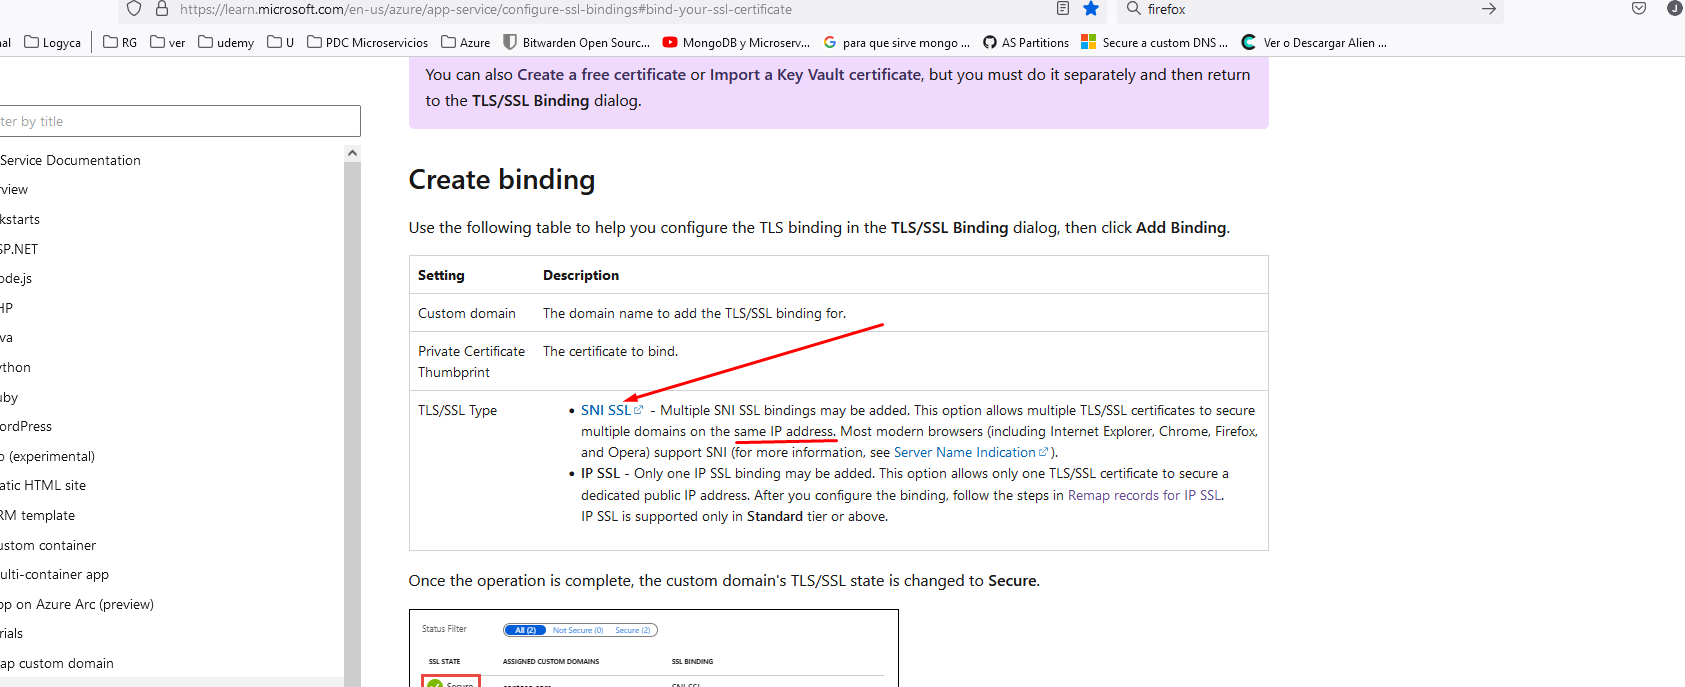 https://learn.microsoft.com/en-us/azure/app-service/configure-ssl-bindings#bind-your-ssl-certificate
firefox
J
al Logyca RG ver udemy U PDC Microservicios Azure Bitwarden Open Sourc... MongoDB y Microserv... para que sirve mongo ... AS Partitions Secure a custom DNS ... Ver o Descargar Alien ...
You can also Create a free certificate or Import a Key Vault certificate, but you must do it separately and then return
to the TLS/SSL Binding dialog.
ter by title
Service Documentation
rview
kstarts
SP.NET
ode.js
HP
va
ython
uby
ordPress
o (experimental)
atic HTML site
RM template
ustom container
ulti-container app
pp on Azure Arc (preview)
rials
ap custom domain
Create binding
Use the following table to help you configure the TLS binding in the TLS/SSL Binding dialog, then click Add Binding.
Setting Description
Custom domain The domain name to add the TLS/SSL binding for.
Private Certificate The certificate to bind.
Thumbprint
TLS/SSL Type • SNI SSL - Multiple SNI SSL bindings may be added. This option allows multiple TLS/SSL certificates to secure
multiple domains on the same IP address. Most modern browsers (including Internet Explorer, Chrome, Firefox,
and Opera) support SNI (for more information, see Server Name Indication ).
• IP SSL - Only one IP SSL binding may be added. This option allows only one TLS/SSL certificate to secure a
dedicated public IP address. After you configure the binding, follow the steps in Remap records for IP SSL.
IP SSL is supported only in Standard tier or above.
Once the operation is complete, the custom domain's TLS/SSL state is changed to Secure.
Status Filter All (2) Not Secure (0) Secure (2)
SSL STATE ASSIGNED CUSTOM DOMAINS SSL BINDING
Secure contoso.com SNI SSL